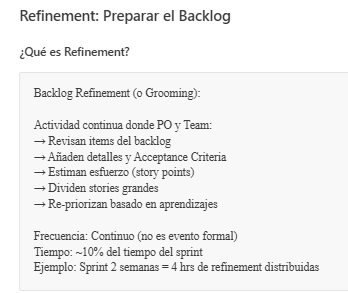 Refinement: Preparar el Backlog
¿Qué es Refinement?
Backlog Refinement (o Grooming):
Actividad continua donde PO y Team:
→ Revisan items del backlog
→ Añaden detalles y Acceptance Criteria
→ Estiman esfuerzo (story points)
→ Dividen stories grandes
→ Re-priorizan basado en aprendizajes
Frecuencia: Continuo (no es evento formal)
Tiempo: ~10% del tiempo del sprint
Ejemplo: Sprint 2 semanas = 4 hrs de refinement distribuidas